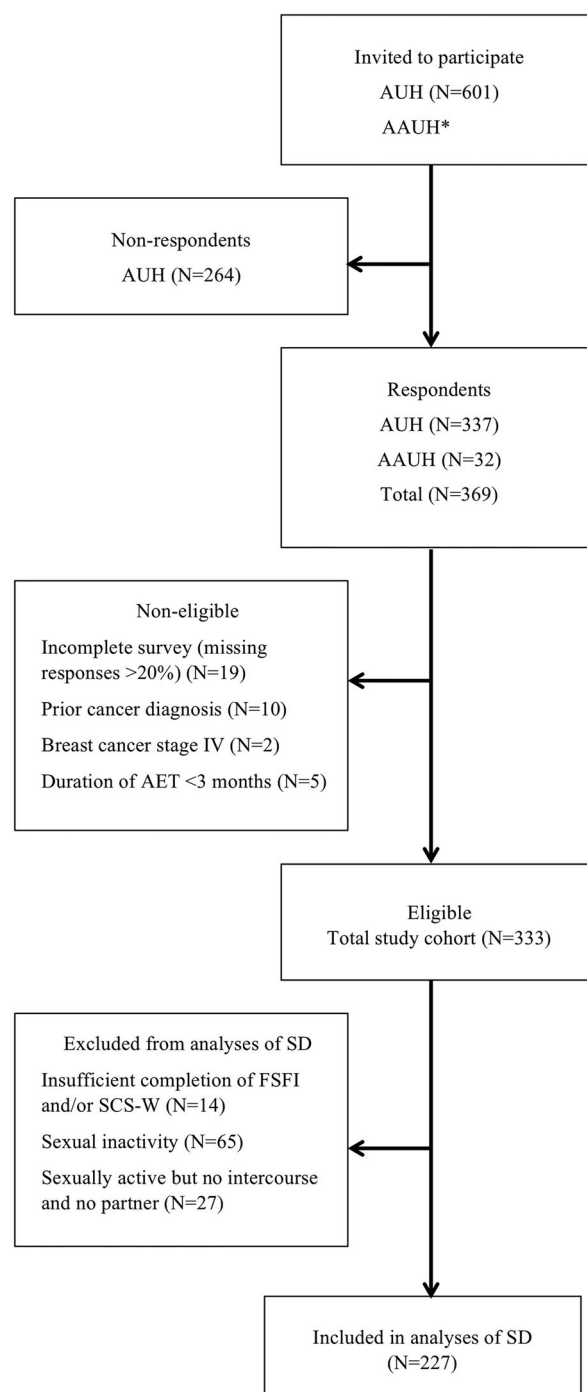 Invited to participate
AUH (N=601)
AAUH*
Non-respondents
AUH (N=264)
Respondents
AUH (N=337)
AAUH (N=32)
Total (N=369)
Non-eligible
Incomplete survey (missing
responses >20%) (N=19)
Prior cancer diagnosis (N=10)
Breast cancer stage IV (N=2)
Duration of AET <3 months (N=5)
Eligible
Total study cohort (N=333)
Excluded from analyses of SD
Insufficient completion of FSFI
and/or SCS-W (N=14)
Sexual inactivity (N=65)
Sexually active but no intercourse
and no partner (N=27)
Included in analyses of SD
(N=227)